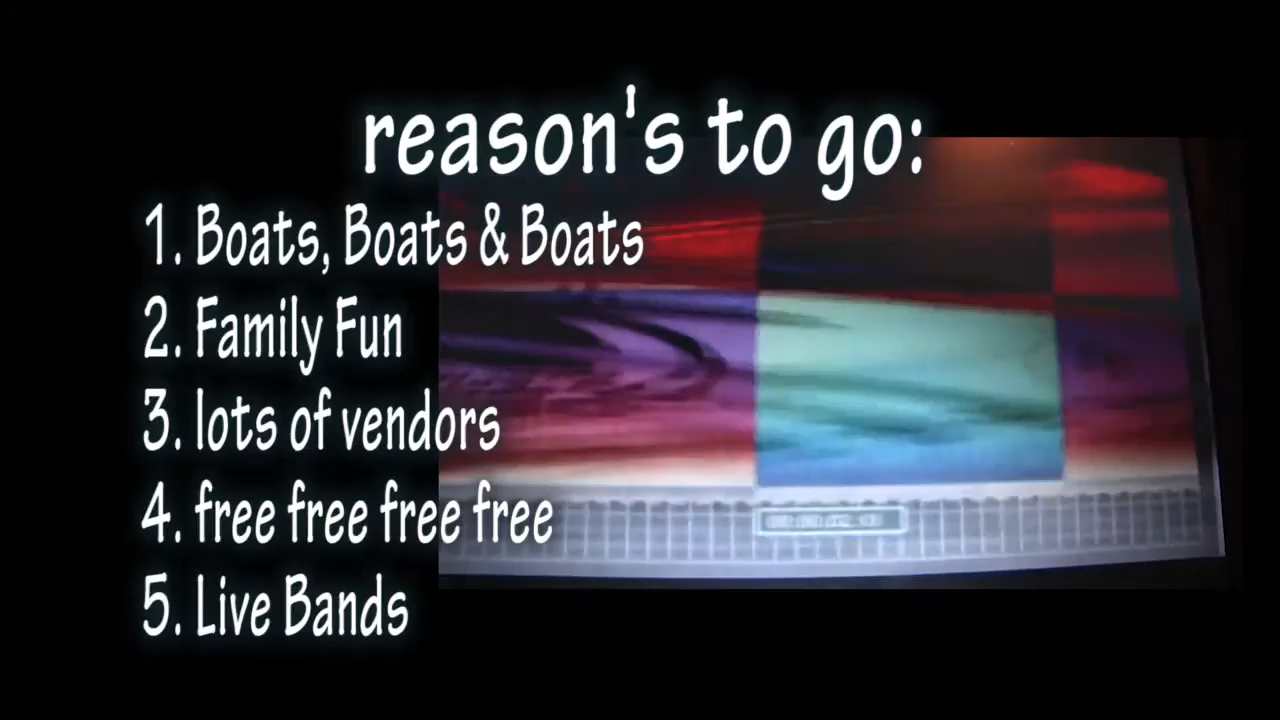 reason's to go:
1. Boats, Boats & Boats
2. Family Fun
3. lots of vendors
4. free free free free
5. Live Bands